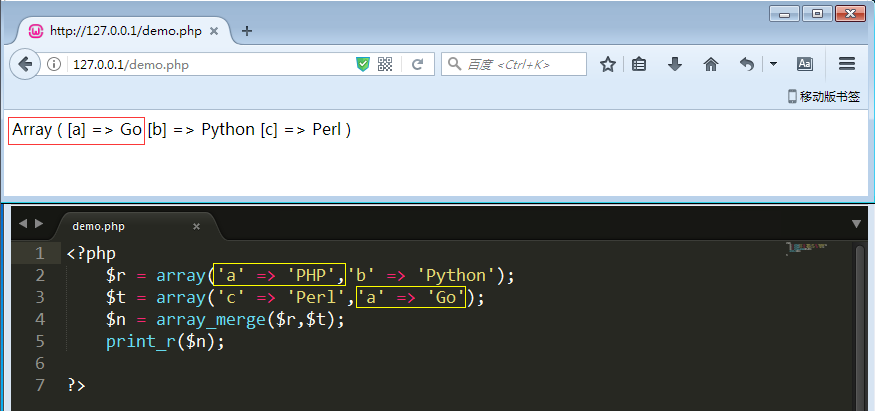 http://127.0.0.1/demo.php
127.0.0.1/demo.php
百度 <Ctrl+K>
移动版书签
Array ( [a] => Go [b] => Python [c] => Perl )
demo.php
1 <?php
2 $r = array('a' => 'PHP','b' => 'Python');
3 $t = array('c' => 'Perl','a' => 'Go');
4 $n = array_merge($r,$t);
5 print_r($n);
6
7 ?>